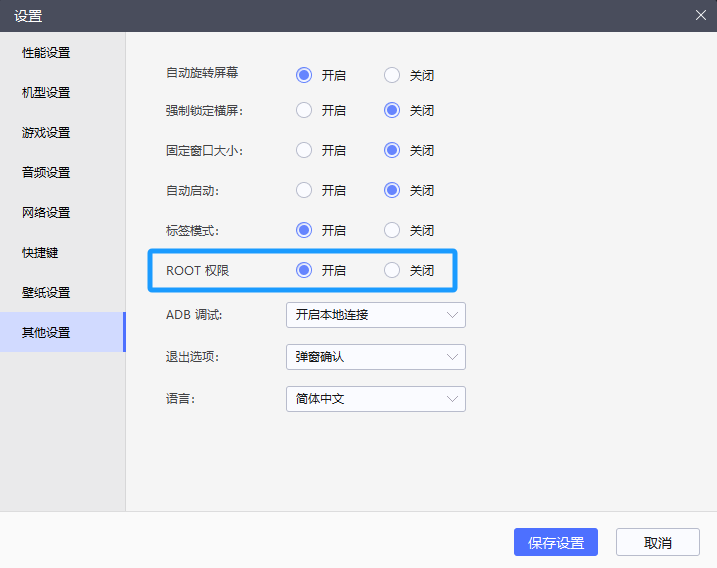 设置
性能设置
机型设置
游戏设置
音频设置
网络设置
快捷键
壁纸设置
其他设置
自动旋转屏幕 开启 关闭
强制锁定横屏: 开启 关闭
固定窗口大小: 开启 关闭
自动启动: 开启 关闭
标签模式: 开启 关闭
ROOT 权限 开启 关闭
ADB 调试: 开启本地连接
退出选项: 弹窗确认
语言: 简体中文
保存设置 取消